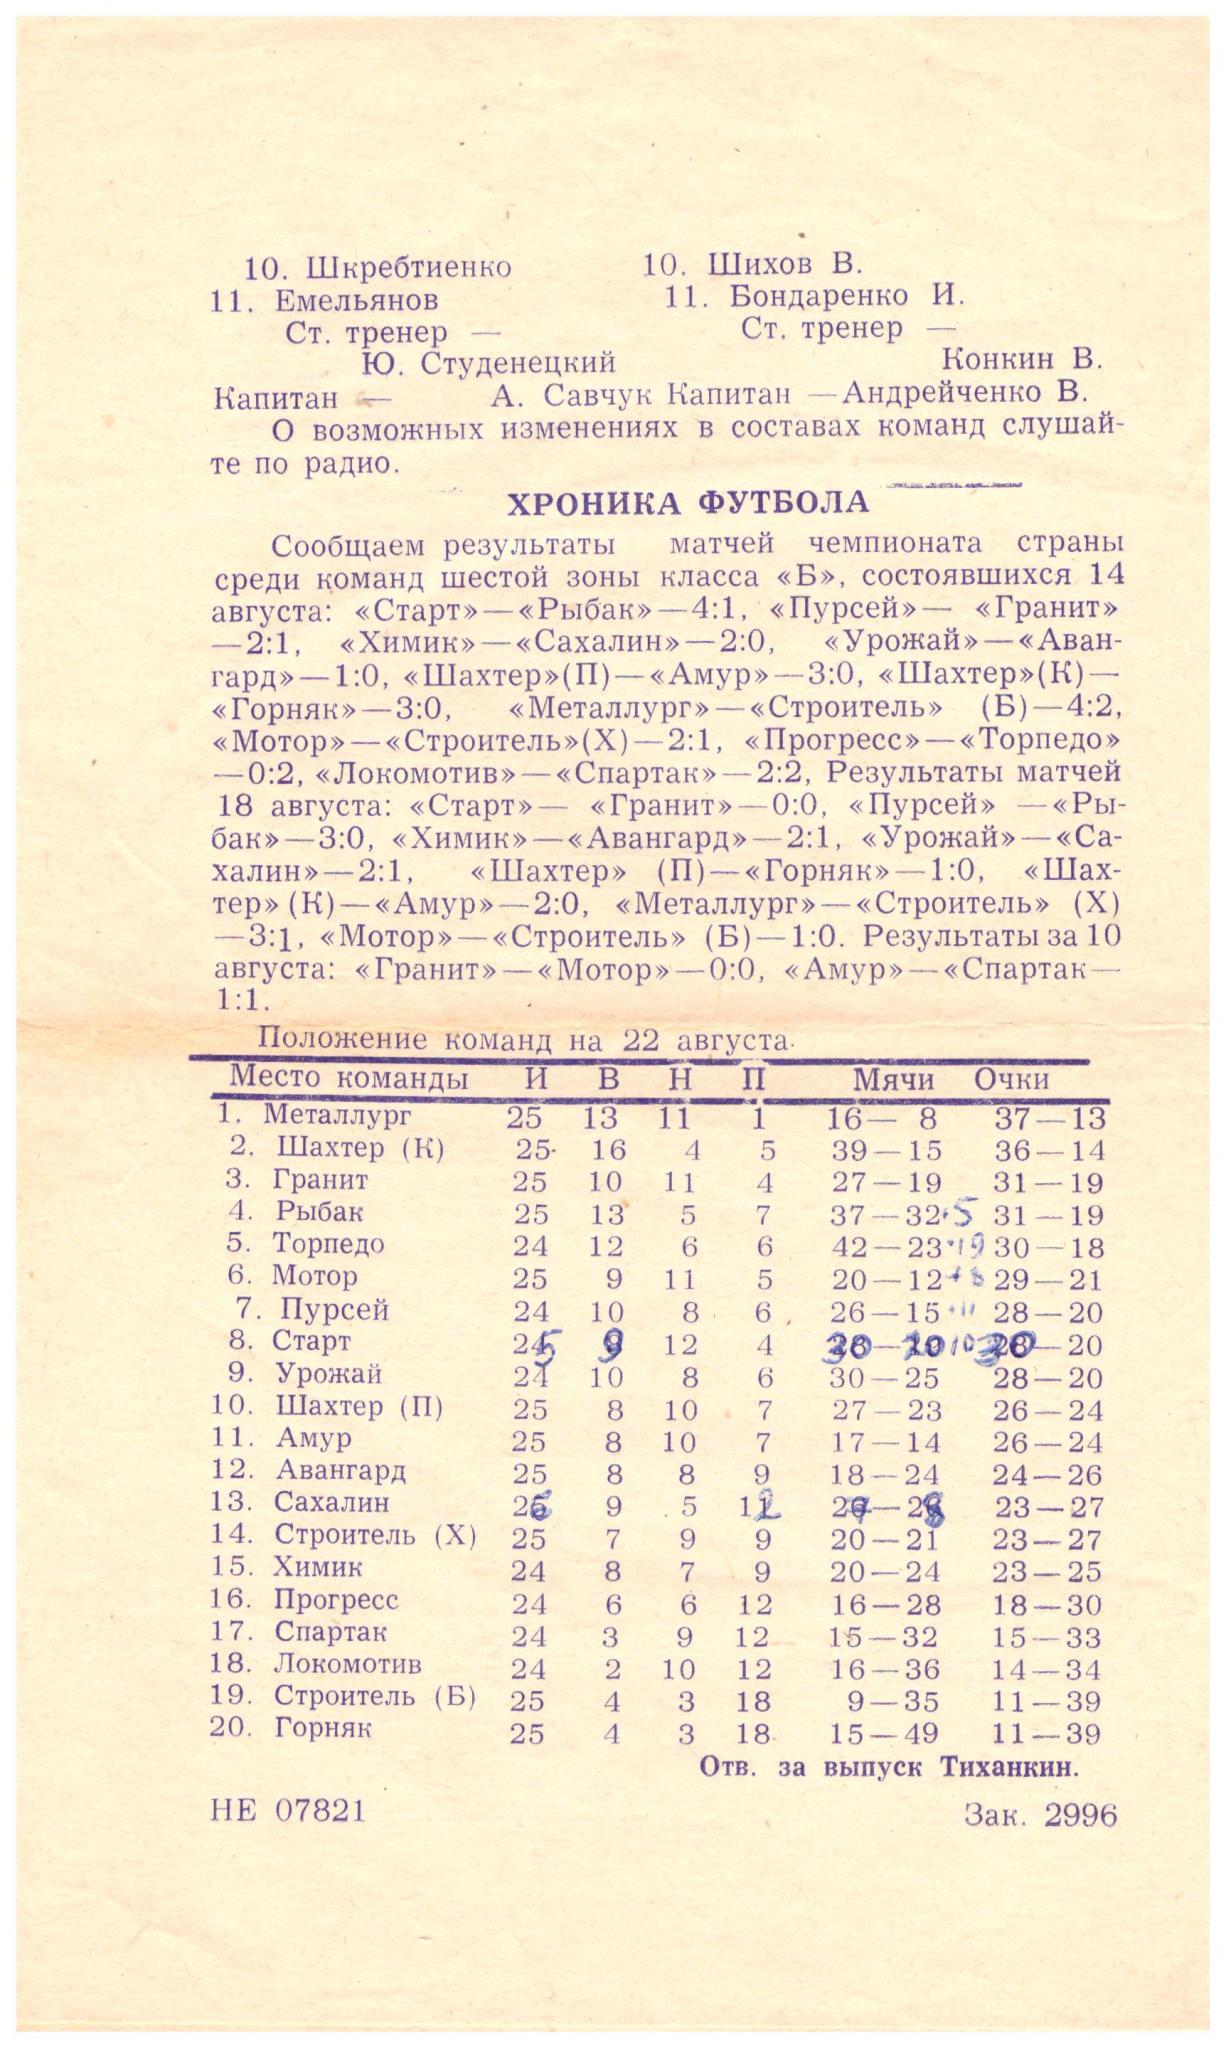 10. Шкребтиенко 10. Шихов В.
11. Емельянов 11. Бондаренко И.
Ст. тренер — Ст. тренер —
Ю. Студенецкий Конкин В.
Капитан — А. Савчук Капитан —Андрейченко В.
О возможных изменениях в составах команд слушай-
те по радио.
ХРОНИКА ФУТБОЛА
Сообщаем результаты матчей чемпионата страны
среди команд шестой зоны класса «Б», состоявшихся 14
августа: «Старт»—«Рыбак»—4:1, «Пурсей»— «Гранит»
—2:1, «Химик»—«Сахалин»—2:0, «Урожай»—«Аван-
гард»—1:0, «Шахтер»(П)—«Амур»—3:0, «Шахтер»(К)—
«Горняк»—3:0, «Металлург»—«Строитель» (Б)—4:2,
«Мотор»—«Строитель»(Х)—2:1, «Прогресс»—«Торпедо»
—0:2, «Локомотив»—«Спартак»—2:2, Результаты матчей
18 августа: «Старт»— «Гранит»—0:0, «Пурсей» —«Ры-
бак»—3:0, «Химик»—«Авангард»—2:1, «Урожай»—«Са-
халин»—2:1, «Шахтер» (П)—«Горняк»—1:0, «Шах-
тер» (К)—«Амур»—2:0, «Металлург»—«Строитель» (Х)
—3:1, «Мотор»—«Строитель» (Б)—1:0. Результаты за 10
августа: «Гранит»—«Мотор»—0:0, «Амур»—«Спартак—
1:1.
Положение команд на 22 августа.
Место команды И В Н П Мячи Очки
1. Металлург 25 13 11 1 16— 8 37—13
2. Шахтер (К) 25 16 4 5 39—15 36—14
3. Гранит 25 10 11 4 27—19 31—19
4. Рыбак 25 13 5 7 37—32 ·5 31—19
5. Торпедо 24 12 6 6 42—23 ·19 30—18
6. Мотор 25 9 11 5 20—12 +8 29—21
7. Пурсей 24 10 8 6 26—15 ·11 28—20
8. Старт 5 9 12 4 30 30—20
9. Урожай 24 10 8 6 30—25 28—20
10. Шахтер (П) 25 8 10 7 27—23 26—24
11. Амур 25 8 10 7 17—14 26—24
12. Авангард 25 8 8 9 18—24 24—26
13. Сахалин 26 9 5 12 27—28 23—27
14. Строитель (Х) 25 7 9 9 20—21 23—27
15. Химик 24 8 7 9 20—24 23—25
16. Прогресс 24 6 6 12 16—28 18—30
17. Спартак 24 3 9 12 15—32 15—33
18. Локомотив 24 2 10 12 16—36 14—34
19. Строитель (Б) 25 4 3 18 9—35 11—39
20. Горняк 25 4 3 18 15—49 11—39
Отв. за выпуск Тиханкин.
НЕ 07821 Зак. 2996